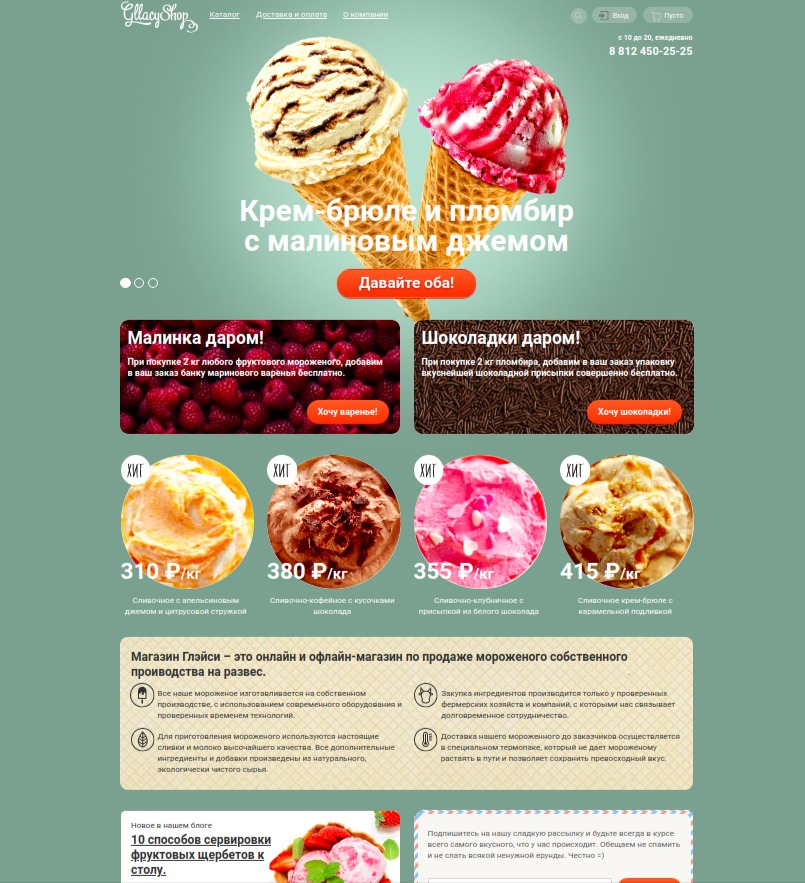 GllacyShop
Каталог Доставка и оплата О компании
Вход Пусто
с 10 до 20, ежедневно
8 812 450-25-25
Крем-брюле и пломбир
с малиновым джемом
Давайте оба!
Малинка даром!
При покупке 2 кг любого фруктового мороженого, добавим
в ваш заказ банку маринового варенья бесплатно.
Хочу варенье!
Шоколадки даром!
При покупке 2 кг пломбира, добавим в ваш заказ упаковку
вкуснейшей шоколадной присыпки совершенно бесплатно.
Хочу шоколадки!
ХИТ ХИТ ХИТ ХИТ
310 ₽/кг 380 ₽/кг 355 ₽/кг 415 ₽/кг
Сливочное с апельсиновым
джемом и цитрусовой стружкой
Сливочно-кофейное с кусочками
шоколада
Сливочно-клубничное с
присыпкой из белого шоколада
Сливочное крем-брюле с
карамельной подливкой
Магазин Глэйси – это онлайн и офлайн-магазин по продаже мороженого собственного
проиводства на развес.
Все наше мороженое изготавливается на собственном
производстве, с использованием современного оборудования и
проверенных временем технологий.
Закупка ингредиентов производится только у проверенных
фермерских хозяйств и компаний, с которыми нас связывает
долговременное сотрудничество.
Для приготовления мороженого используются настоящие
сливки и молоко высочайшего качества. Все дополнительные
ингредиенты и добавки произведены из натурального,
экологически чистого сырья.
Доставка нашего мороженного до заказчиков осуществляется
в специальном термопаке, который не дает мороженому
растаять в пути и позволяет сохранить превосходный вкус.
Новое в нашем блоге
10 способов сервировки
фруктовых щербетов к
столу.
Подпишитесь на нашу сладкую рассылку и будьте всегда в курсе
всего самого вкусного, что у нас происходит. Обещаем не спамить
и не слать всякой ненужной ерунды. Честно =)